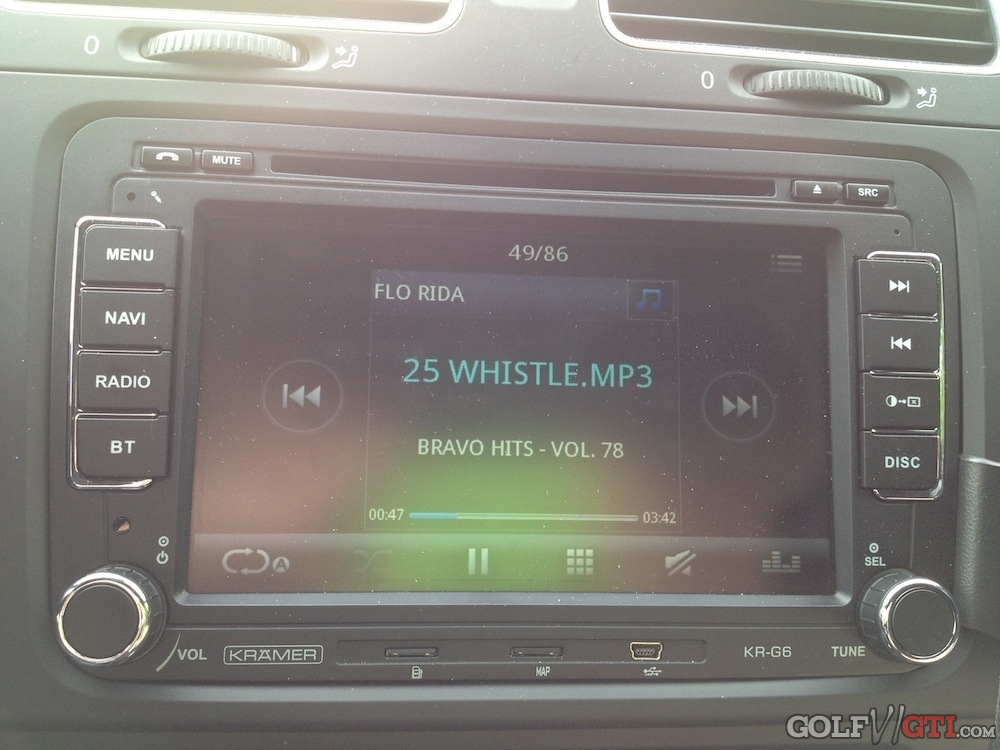 0
0
MUTE
SRC
MENU
NAVI
RADIO
BT
49/86
FLO RIDA
25 WHISTLE.MP3
BRAVO HITS - VOL. 78
00:47
03:42
A
DISC
SEL
VOL
KRÄMER
MAP
KR-G6
TUNE
GOLFVIGTI.COM